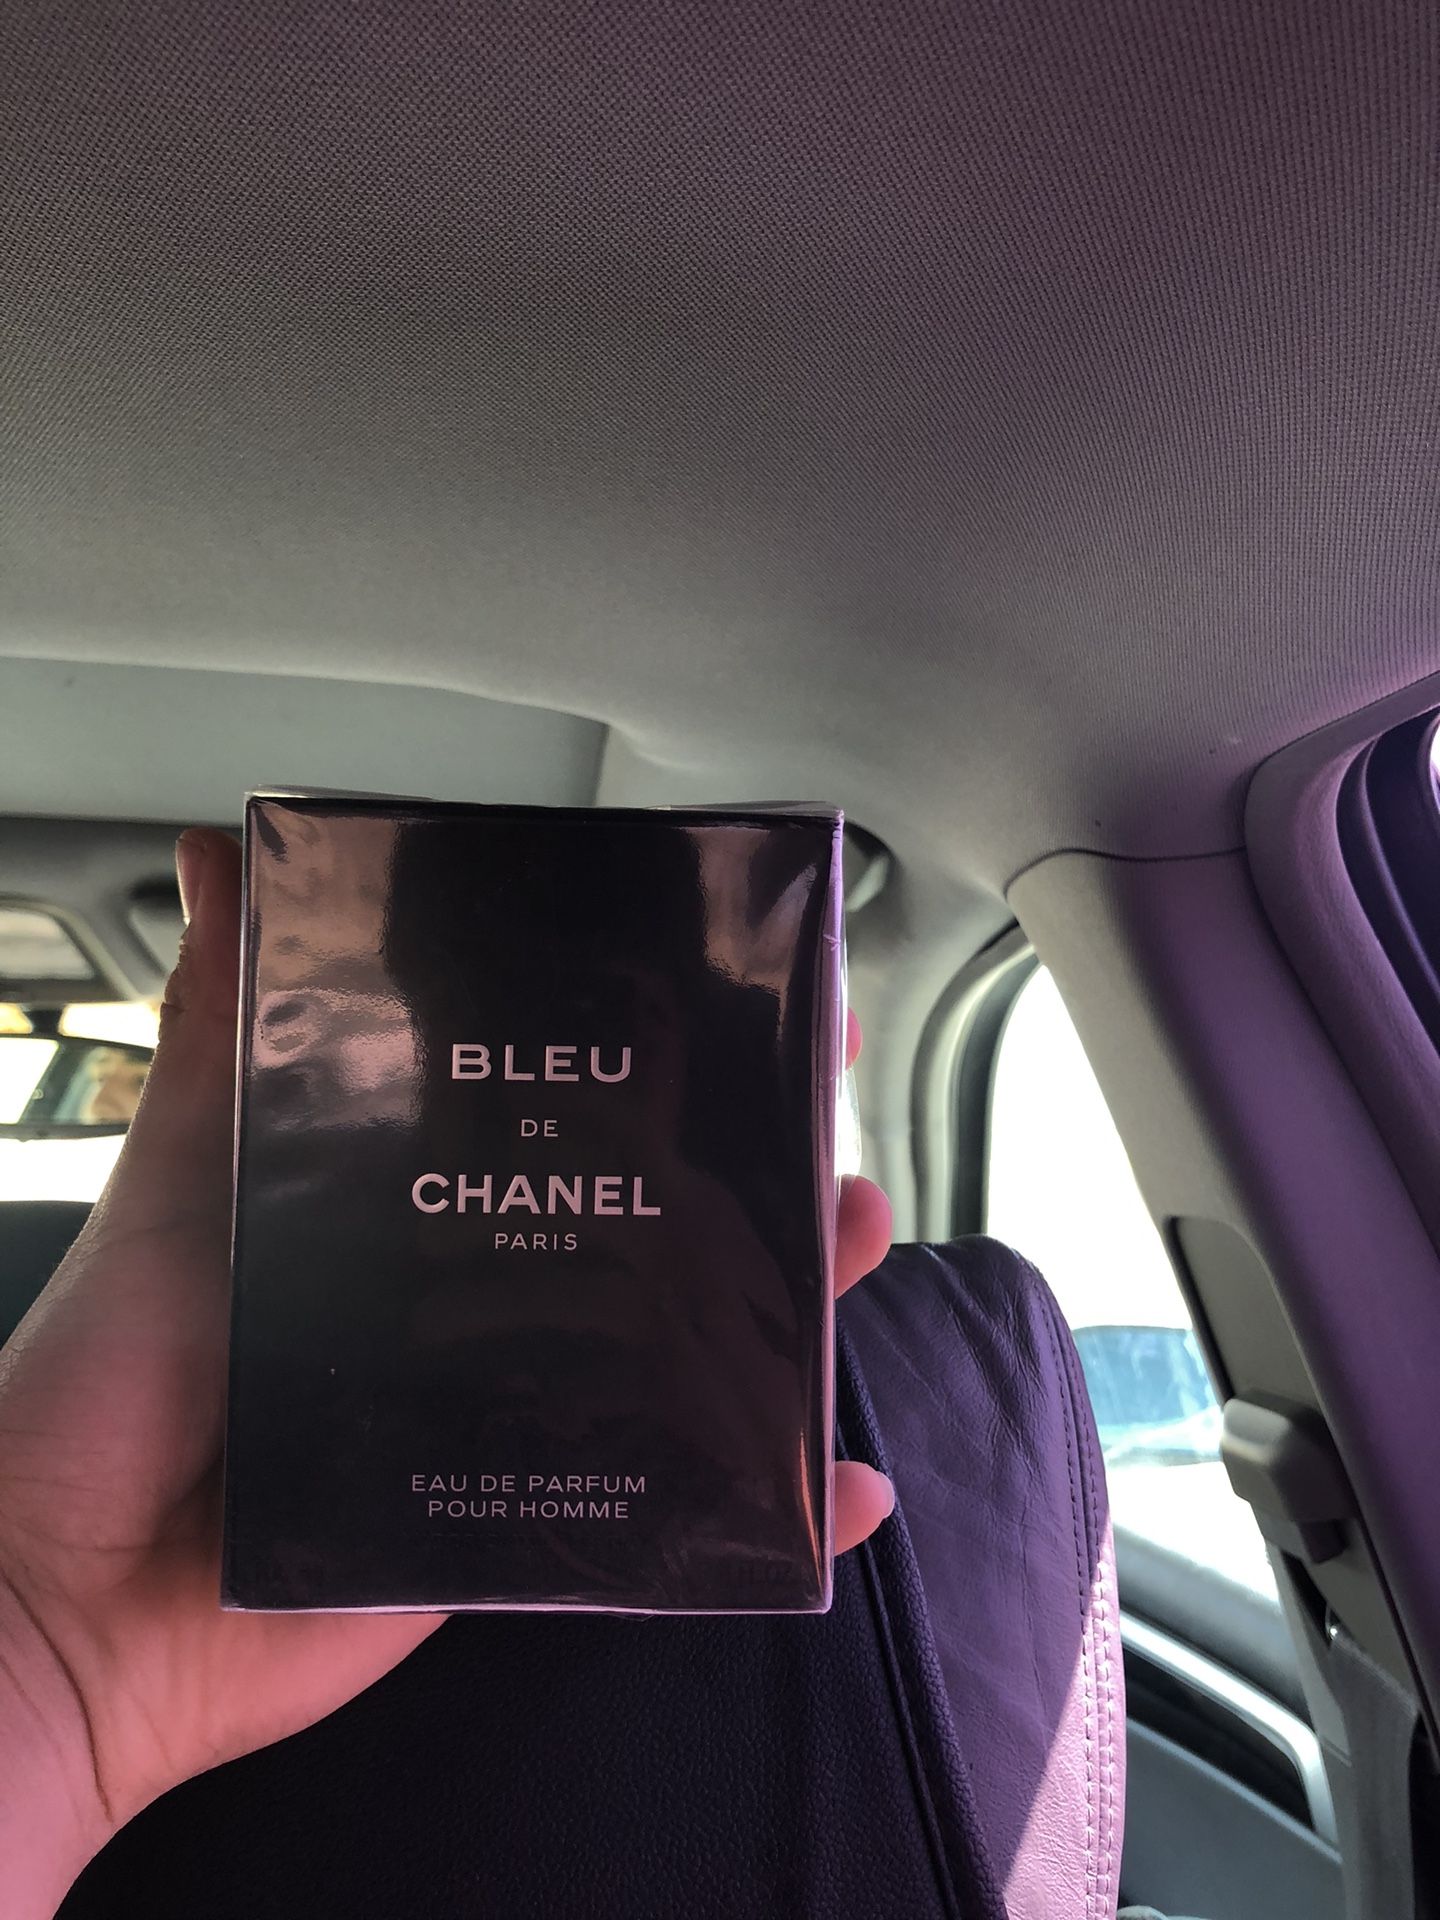 BLEU
DE
CHANEL
PARIS
EAU DE PARFUM
POUR HOMME